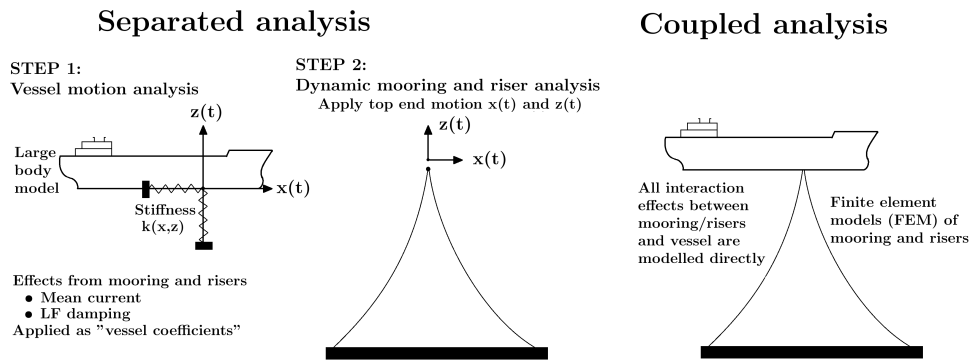 Separated analysis
STEP 1:
Vessel motion analysis
z(t)
Large
body
model
x(t)
Stiffness
k(x,z)
Effects from mooring and risers
● Mean current
● LF damping
Applied as "vessel coefficients"
STEP 2:
Dynamic mooring and riser analysis
Apply top end motion x(t) and z(t)
z(t)
x(t)
Coupled analysis
All interaction
effects between
mooring/risers
and vessel are
modelled directly
Finite element
models (FEM) of
mooring and risers